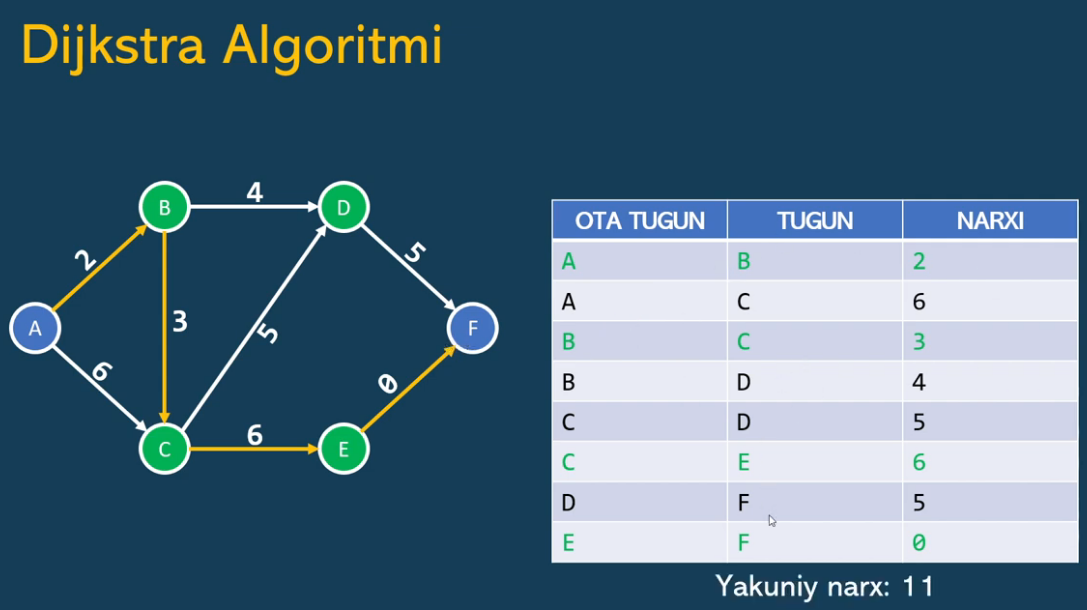 Dijkstra Algoritmi
B
4
D
2
3
5
5
A
F
6
0
C
6
E
OTA TUGUN TUGUN NARXI
A B 2
A C 6
B C 3
B D 4
C D 5
C E 6
D F 5
E F 0
Yakuniy narx: 11